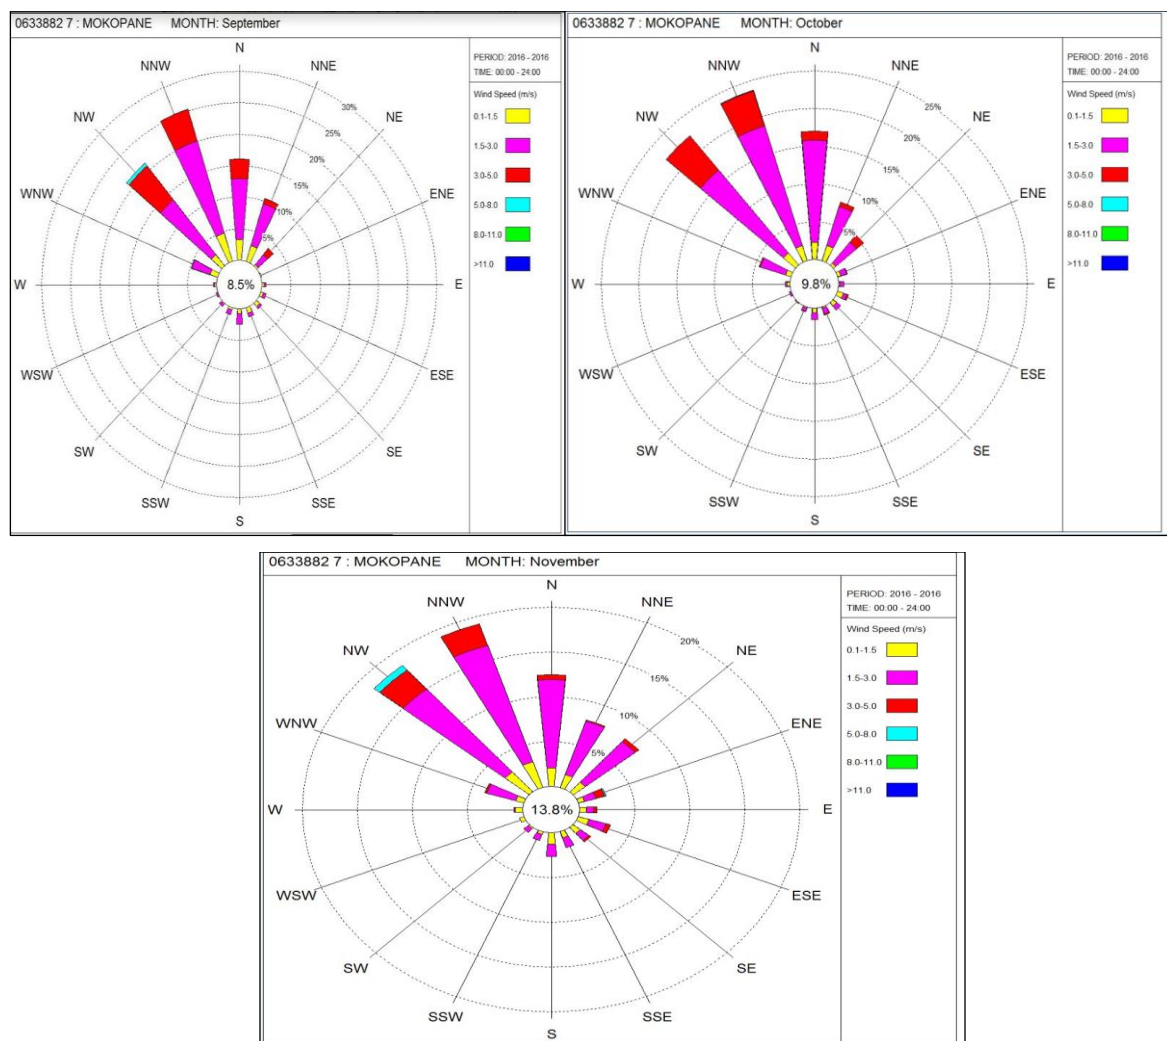 0633882 7 : MOKOPANE MONTH: September
PERIOD: 2016 - 2016
TIME: 00:00 - 24:00
Wind Speed (m/s)
0.1-1.5
1.5-3.0
3.0-5.0
5.0-8.0
8.0-11.0
>11.0
N
NNE
NE
ENE
E
ESE
SE
SSE
S
SSW
SW
WSW
W
WNW
NW
NNW
30%
25%
20%
15%
10%
5%
8.5%
0633882 7 : MOKOPANE MONTH: October
PERIOD: 2016 - 2016
TIME: 00:00 - 24:00
Wind Speed (m/s)
0.1-1.5
1.5-3.0
3.0-5.0
5.0-8.0
8.0-11.0
>11.0
N
NNE
NE
ENE
E
ESE
SE
SSE
S
SSW
SW
WSW
W
WNW
NW
NNW
25%
20%
15%
10%
5%
9.8%
0633882 7 : MOKOPANE MONTH: November
PERIOD: 2016 - 2016
TIME: 00:00 - 24:00
Wind Speed (m/s)
0.1-1.5
1.5-3.0
3.0-5.0
5.0-8.0
8.0-11.0
>11.0
N
NNE
NE
ENE
E
ESE
SE
SSE
S
SSW
SW
WSW
W
WNW
NW
NNW
20%
15%
10%
5%
13.8%